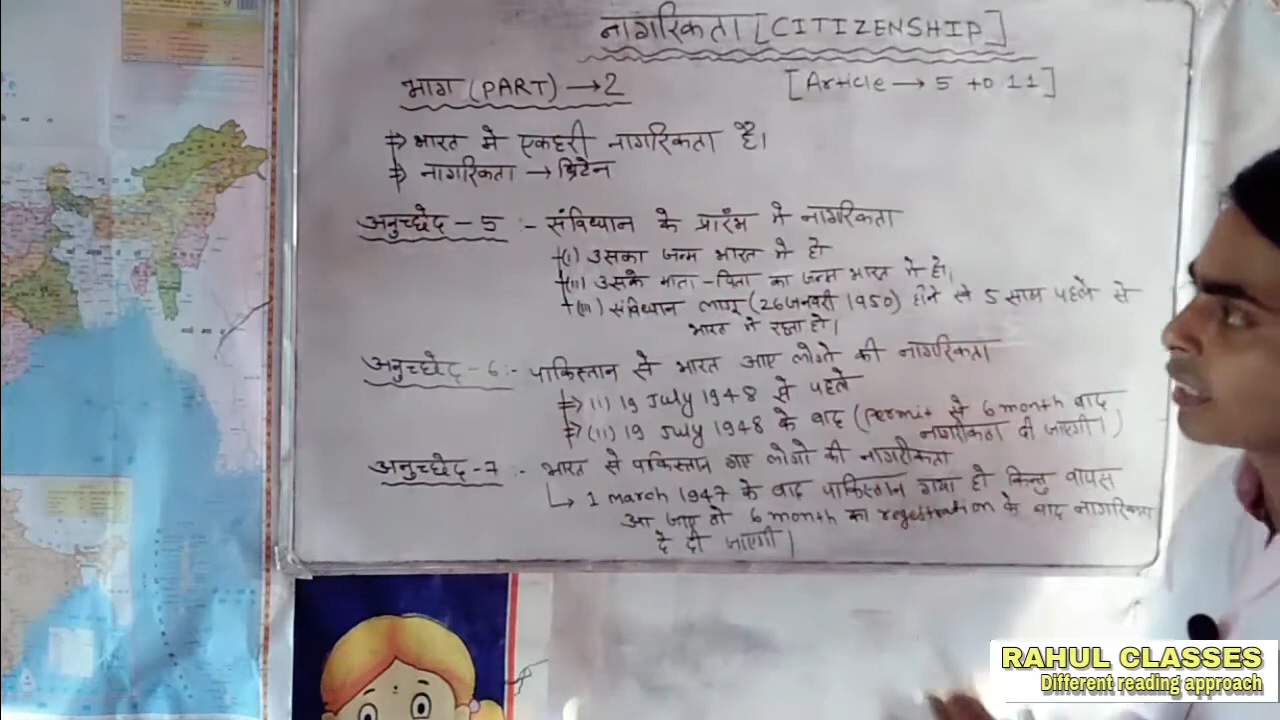 नागरिकता [CITIZENSHIP]
भाग (PART) → 2 [Article → 5 to 11]
⇒ भारत मे एकहरी नागरिकता है।
⇒ नागरिकता → ब्रिटेन
अनुच्छेद - 5 :- संविधान के प्रारंभ मे नागरिकता
(i) उसका जन्म भारत मे हो
(ii) उसके माता-पिता का जन्म भारत मे हो।
(iii) संविधान लागू (26 जनवरी 1950) होने से 5 साल पहले से
भारत मे रहता हो।
अनुच्छेद - 6 :- पाकिस्तान से भारत आए लोगो की नागरिकता
⇒ (i) 19 July 1948 से पहले
⇒ (ii) 19 July 1948 के बाद (permit से 6 month बाद
नागरीकता दी जाएगी।)
अनुच्छेद - 7 :- भारत से पाकिस्तान गए लोगो की नागरीकता
↳ 1 march 1947 के बाद पाकिस्तान गया हो किन्तु वापस
आ जाए तो 6 month का regestration के बाद नागरिकता
दे दी जाएगी।
RAHUL CLASSES
Different reading approach